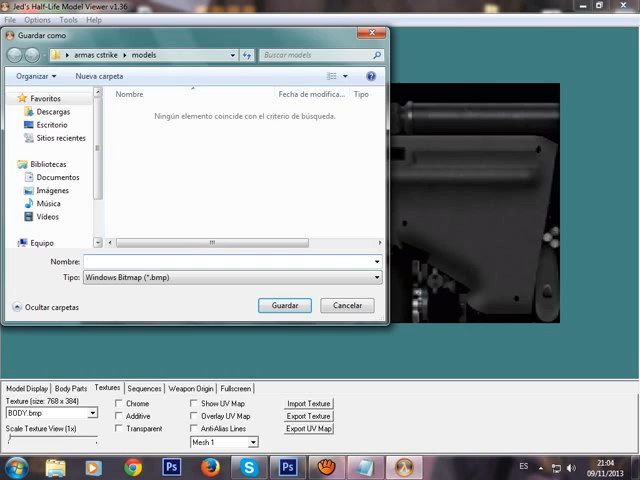 Jed's Half-Life Model Viewer v1.36
File Options Tools Help
Guardar como
armas cstrike models
Buscar models
Organizar Nueva carpeta
Favoritos
Descargas
Escritorio
Sitios recientes
Bibliotecas
Documentos
Imágenes
Música
Vídeos
Equipo
Nombre Fecha de modifica... Tipo
Ningún elemento coincide con el criterio de búsqueda.
Nombre:
Tipo: Windows Bitmap (*.bmp)
Ocultar carpetas
Guardar Cancelar
Model Display Body Parts Textures Sequences Weapon Origin Fullscreen
Texture (size: 768 x 384)
BODY.bmp
Scale Texture View (1x)
Chrome
Additive
Transparent
Show UV Map
Overlay UV Map
Anti-Alias Lines
Mesh 1
Import Texture
Export Texture
Export UV Map
Ps
Ps
ES
21:04
09/11/2013